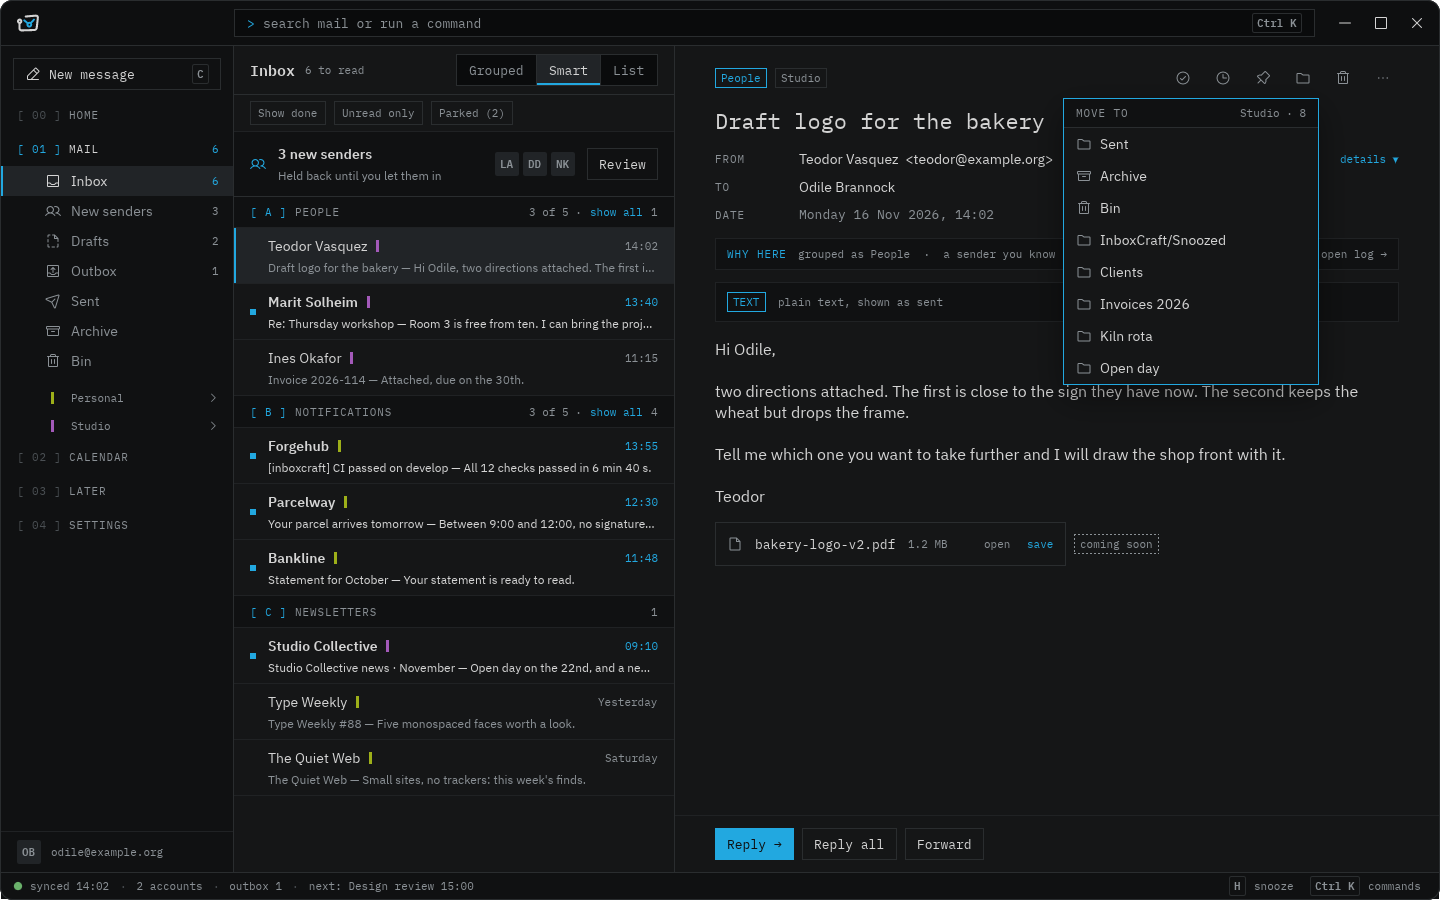 > search mail or run a command Ctrl K
New message C
[ 00 ] HOME
[ 01 ] MAIL 6
Inbox 6
New senders 3
Drafts 2
Outbox 1
Sent
Archive
Bin
Personal
Studio
[ 02 ] CALENDAR
[ 03 ] LATER
[ 04 ] SETTINGS
OB odile@example.org
Inbox 6 to read Grouped Smart List
Show done Unread only Parked (2)
3 new senders
Held back until you let them in
LA DD NK Review
[ A ] PEOPLE 3 of 5 · show all 1
Teodor Vasquez 14:02
Draft logo for the bakery — Hi Odile, two directions attached. The first i…
Marit Solheim 13:40
Re: Thursday workshop — Room 3 is free from ten. I can bring the proj…
Ines Okafor 11:15
Invoice 2026-114 — Attached, due on the 30th.
[ B ] NOTIFICATIONS 3 of 5 · show all 4
Forgehub 13:55
[inboxcraft] CI passed on develop — All 12 checks passed in 6 min 40 s.
Parcelway 12:30
Your parcel arrives tomorrow — Between 9:00 and 12:00, no signature…
Bankline 11:48
Statement for October — Your statement is ready to read.
[ C ] NEWSLETTERS 1
Studio Collective 09:10
Studio Collective news · November — Open day on the 22nd, and a ne…
Type Weekly Yesterday
Type Weekly #88 — Five monospaced faces worth a look.
The Quiet Web Saturday
The Quiet Web — Small sites, no trackers: this week's finds.
People Studio
Draft logo for the bakery
FROM Teodor Vasquez <teodor@example.org> details ▾
TO Odile Brannock
DATE Monday 16 Nov 2026, 14:02
WHY HERE grouped as People · a sender you know open log →
TEXT plain text, shown as sent
MOVE TO Studio · 8
Sent
Archive
Bin
InboxCraft/Snoozed
Clients
Invoices 2026
Kiln rota
Open day
Hi Odile,
two directions attached. The first is close to the sign they have now. The second keeps the
wheat but drops the frame.
Tell me which one you want to take further and I will draw the shop front with it.
Teodor
bakery-logo-v2.pdf 1.2 MB open save coming soon
Reply → Reply all Forward
synced 14:02 · 2 accounts · outbox 1 · next: Design review 15:00 H snooze Ctrl K commands